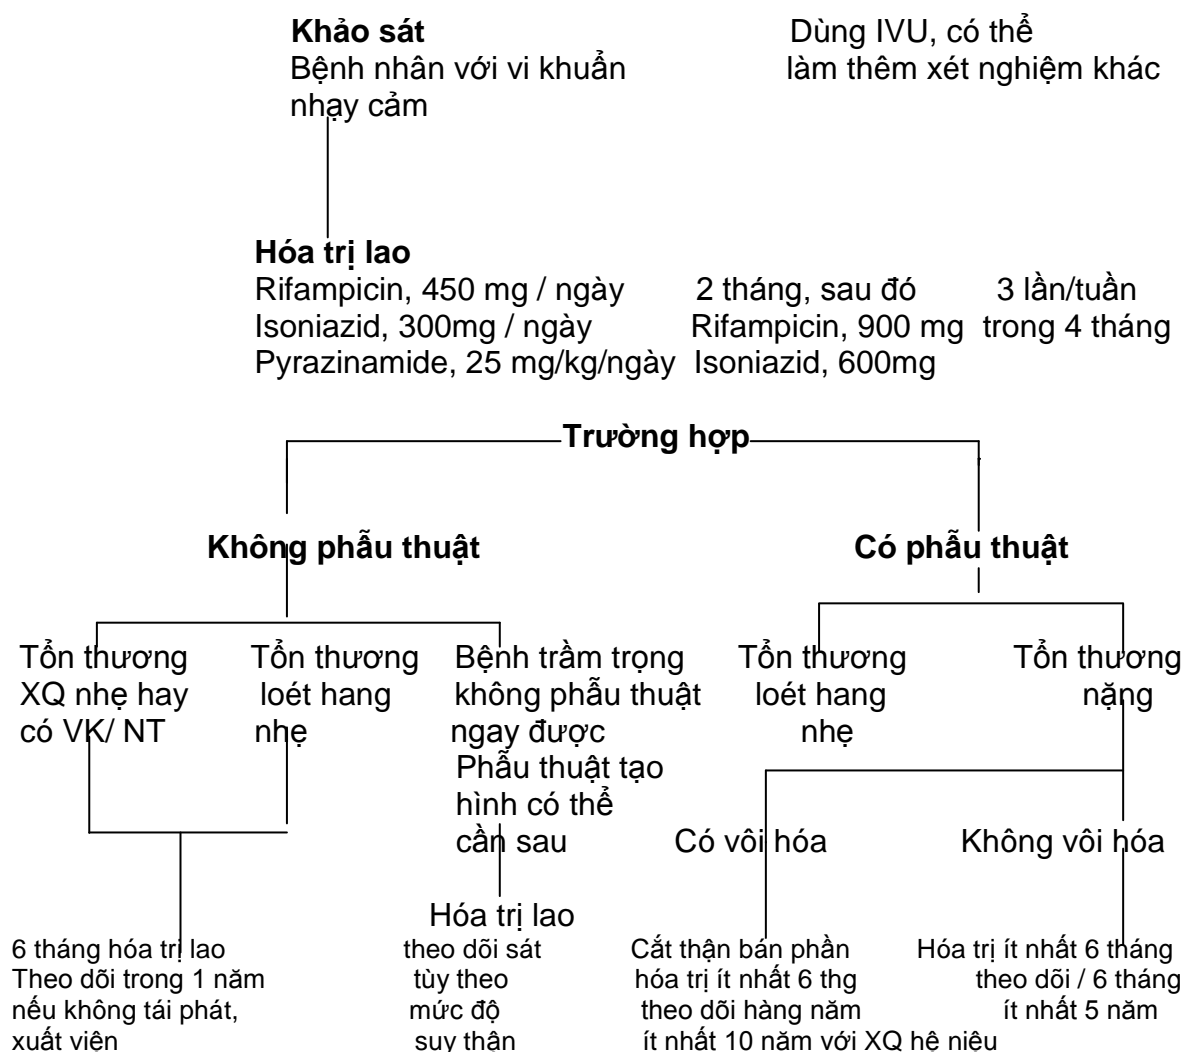 Khảo sát
Bệnh nhân với vi khuẩn
nhạy cảm
Dùng IVU, có thể
làm thêm xét nghiệm khác
Hóa trị lao
Rifampicin, 450 mg / ngày 2 tháng, sau đó 3 lần/tuần
Isoniazid, 300mg / ngày Rifampicin, 900 mg trong 4 tháng
Pyrazinamide, 25 mg/kg/ngày Isoniazid, 600mg
Trường hợp
Không phẫu thuật
Có phẫu thuật
Tổn thương
XQ nhẹ hay
có VK/ NT
Tổn thương
loét hang
nhẹ
Bệnh trầm trọng
không phẫu thuật
ngay được
Phẫu thuật tạo
hình có thể
cần sau
Tổn thương
loét hang
nhẹ
Tổn thương
nặng
Có vôi hóa
Không vôi hóa
6 tháng hóa trị lao
Theo dõi trong 1 năm
nếu không tái phát,
xuất viện
Hóa trị lao
theo dõi sát
tùy theo
mức độ
suy thận
Cắt thận bán phần
hóa trị ít nhất 6 thg
theo dõi hàng năm
ít nhất 10 năm với XQ hệ niệu
Hóa trị ít nhất 6 tháng
theo dõi / 6 tháng
ít nhất 5 năm